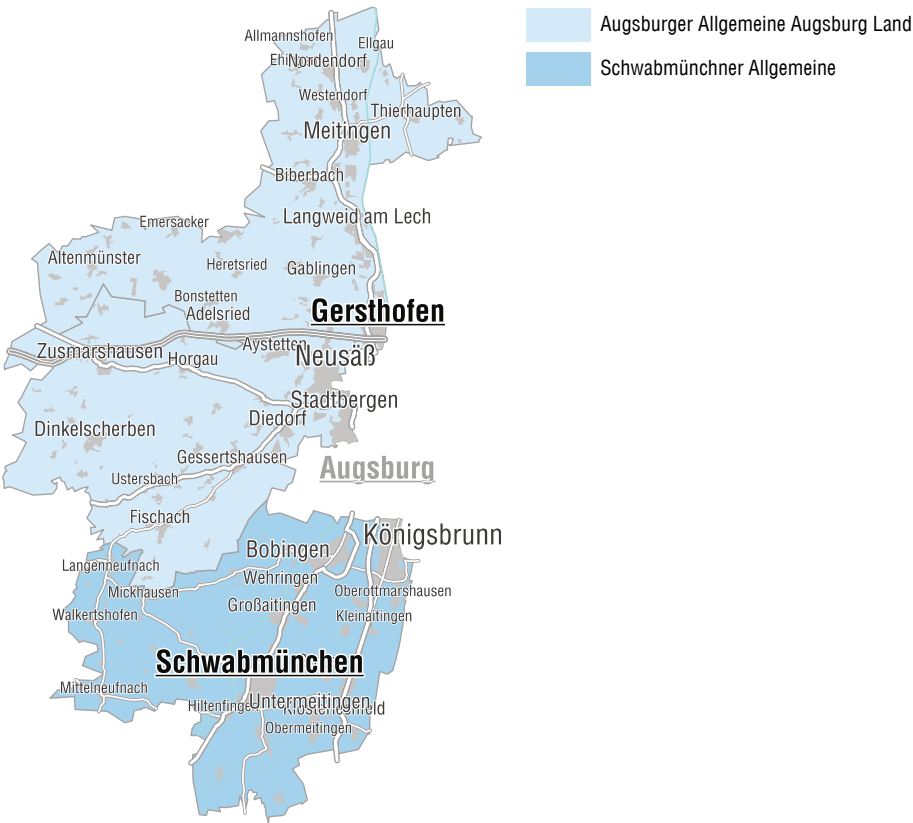 Augsburger Allgemeine Augsburg Land
Schwabmünchner Allgemeine
Allmannshofen
Ellgau
Nordendorf
Westendorf
Thierhaupten
Meitingen
Biberbach
Langweid am Lech
Emersacker
Altenmünster
Heretsried
Gablingen
Bonstetten
Gersthofen
Adelsried
Aystetten
Zusmarshausen
Horgau
Neusäß
Stadtbergen
Diedorf
Dinkelscherben
Gessertshausen
Augsburg
Ustersbach
Fischach
Königsbrunn
Bobingen
Langenneufnach
Wehringen
Mickhausen
Oberottmarshausen
Großaitingen
Walkertshofen
Kleinaitingen
Schwabmünchen
Mittelneufnach
Untermeitingen
Obermeitingen